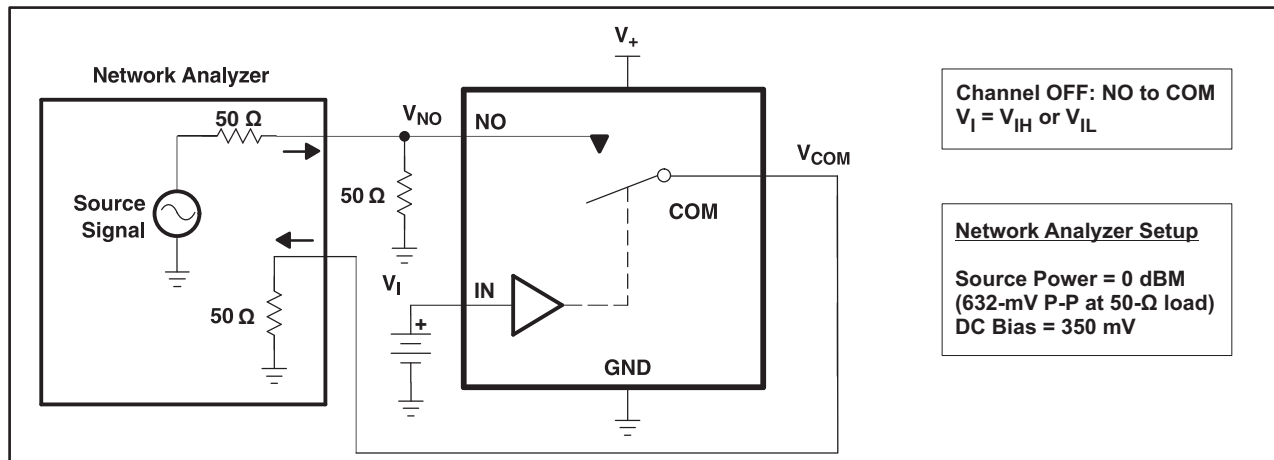 Network Analyzer
50 Ω
Source
Signal
50 Ω
V_NO
50 Ω
V_I
+
V_+
NO
COM
IN
GND
V_COM
Channel OFF: NO to COM
V_I = V_IH or V_IL
Network Analyzer Setup
Source Power = 0 dBM
(632-mV P-P at 50-Ω load)
DC Bias = 350 mV